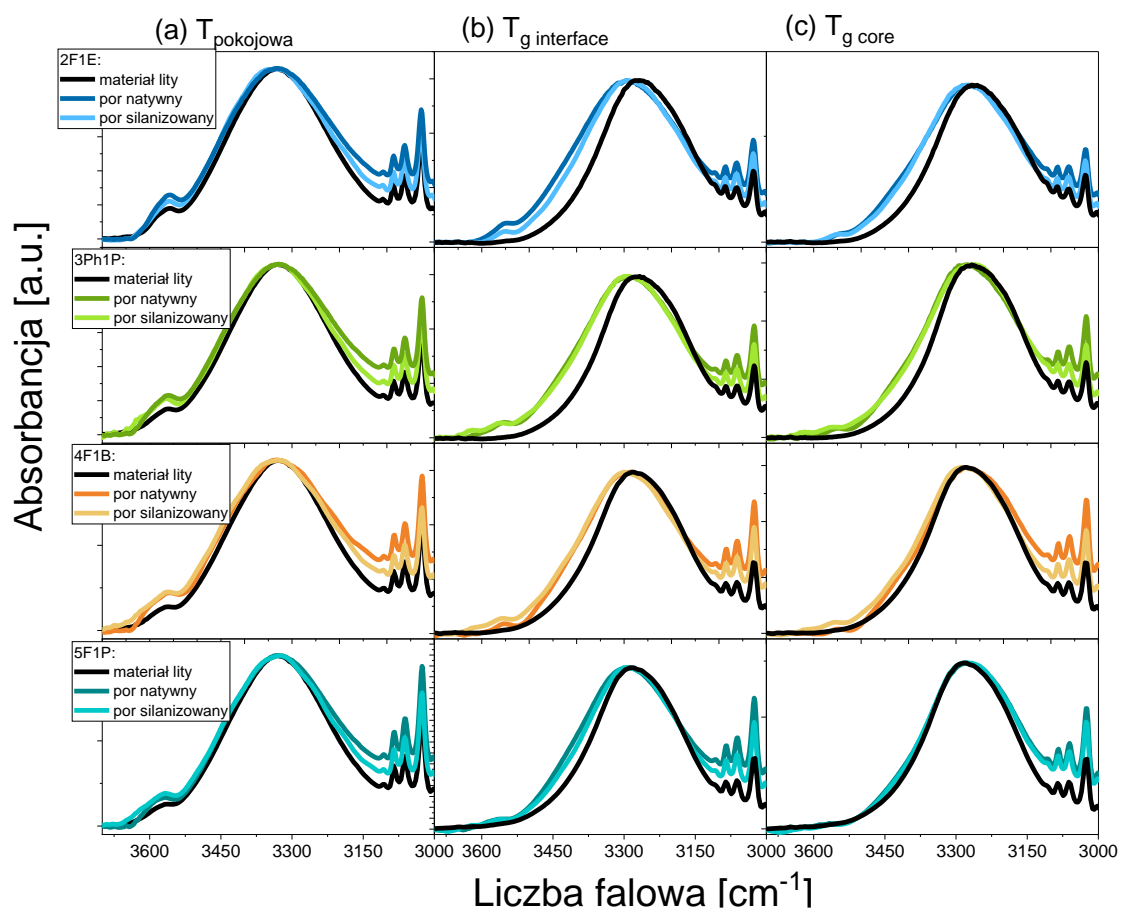 (a) T pokojowa
(b) T g interface
(c) T g core
2F1E:
materiał lity
por natywny
por silanizowany
3Ph1P:
materiał lity
por natywny
por silanizowany
4F1B:
materiał lity
por natywny
por silanizowany
5F1P:
materiał lity
por natywny
por silanizowany
Absorbancja [a.u.]
3600 3450 3300 3150 3000 3600 3450 3300 3150 3000 3600 3450 3300 3150 3000
Liczba falowa [cm⁻¹]